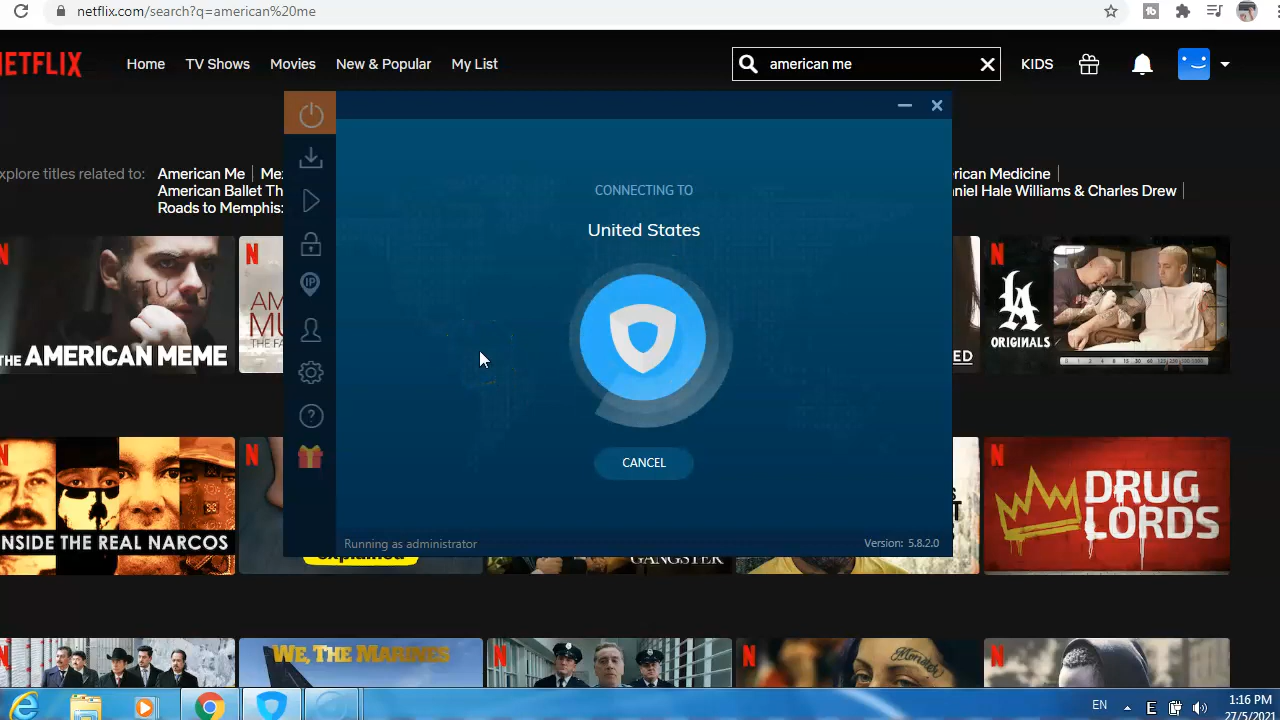 netflix.com/search?q=american%20me
NETFLIX
Home
TV Shows
Movies
New & Popular
My List
american me
KIDS
xplore titles related to:
American Me
American Ballet Th
Roads to Memphis:
rican Medicine
niel Hale Williams & Charles Drew
CONNECTING TO
United States
CANCEL
Running as administrator
Version: 5.8.2.0
IP
THE AMERICAN MEME
LA
ORIGINALS
NSIDE THE REAL NARCOS
GANGSTER
DRUG
LORDS
WE, THE MARINES
EN
1:16 PM
27/5/2021